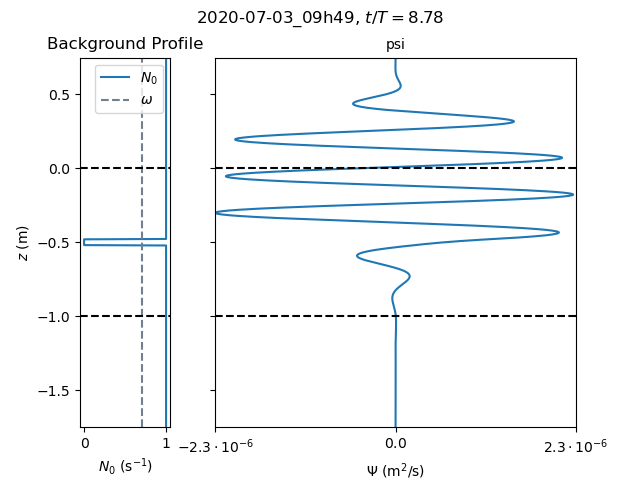 2020-07-03_09h49, t/T = 8.78
Background Profile
psi
N₀
ω
0.5
0.0
−0.5
−1.0
−1.5
z (m)
0
1
−2.3 · 10⁻⁶
0.0
2.3 · 10⁻⁶
N₀ (s⁻¹)
Ψ (m²/s)